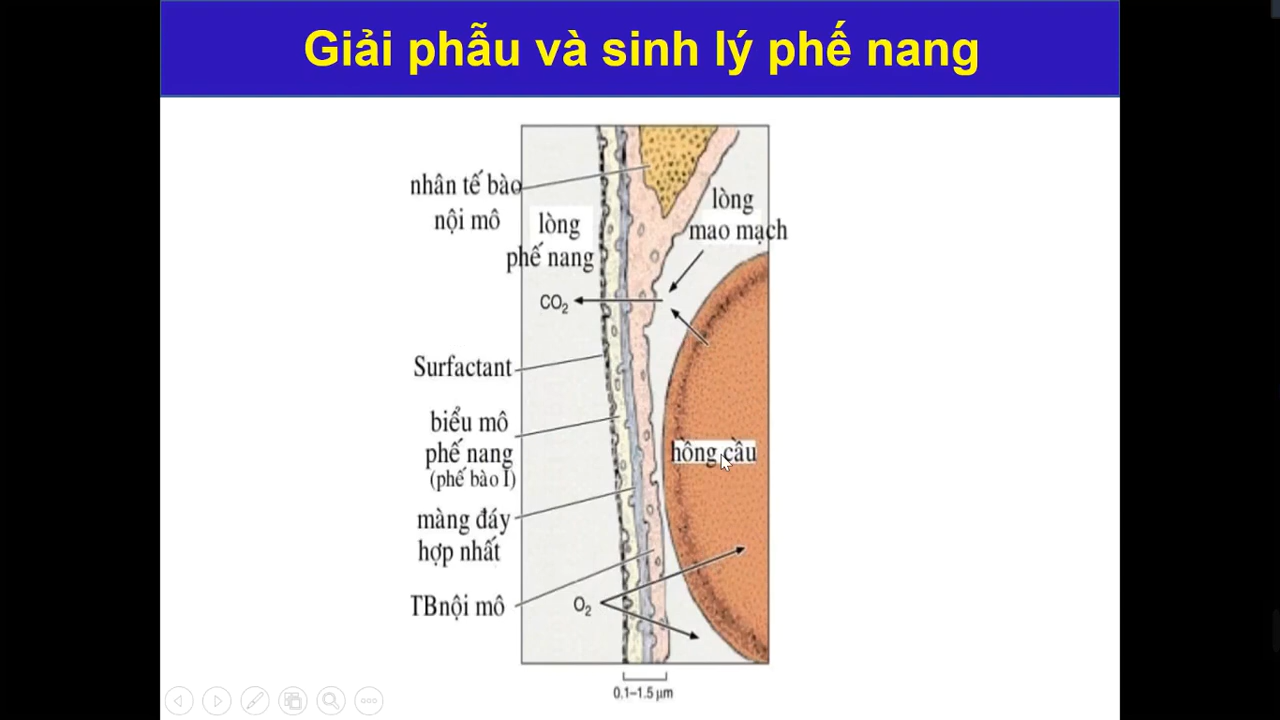 Giải phẫu và sinh lý phế nang
nhân tế bào
nội mô
lòng
phế nang
lòng
mao mạch
CO₂
Surfactant
biểu mô
phế nang
(phế bào I)
hồng cầu
màng đáy
hợp nhất
TBnội mô
O₂
0.1–1.5 µm